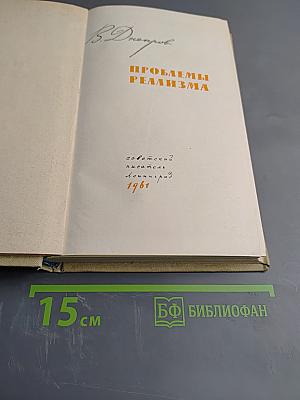 В. Днепров
ПРОБЛЕМЫ
РЕАЛИЗМА
советский
писатель
Ленинград
1961
15 см
БФ БИБЛИОФАН